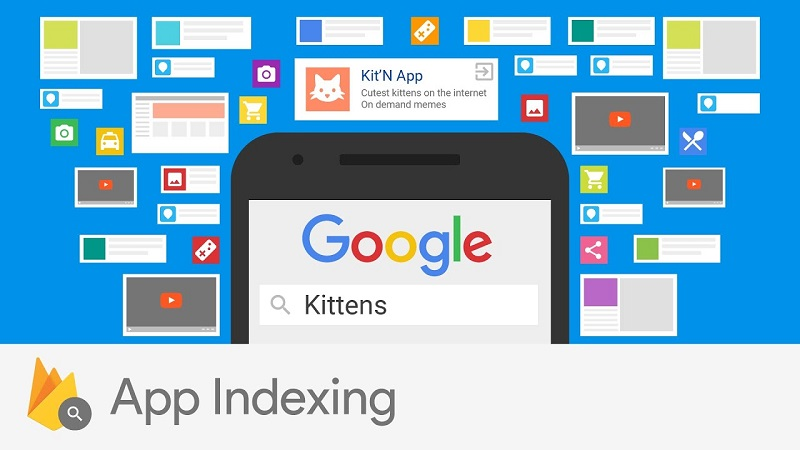 Kit'N App
Cutest kittens on the internet
On demand memes
Google
Kittens
App Indexing